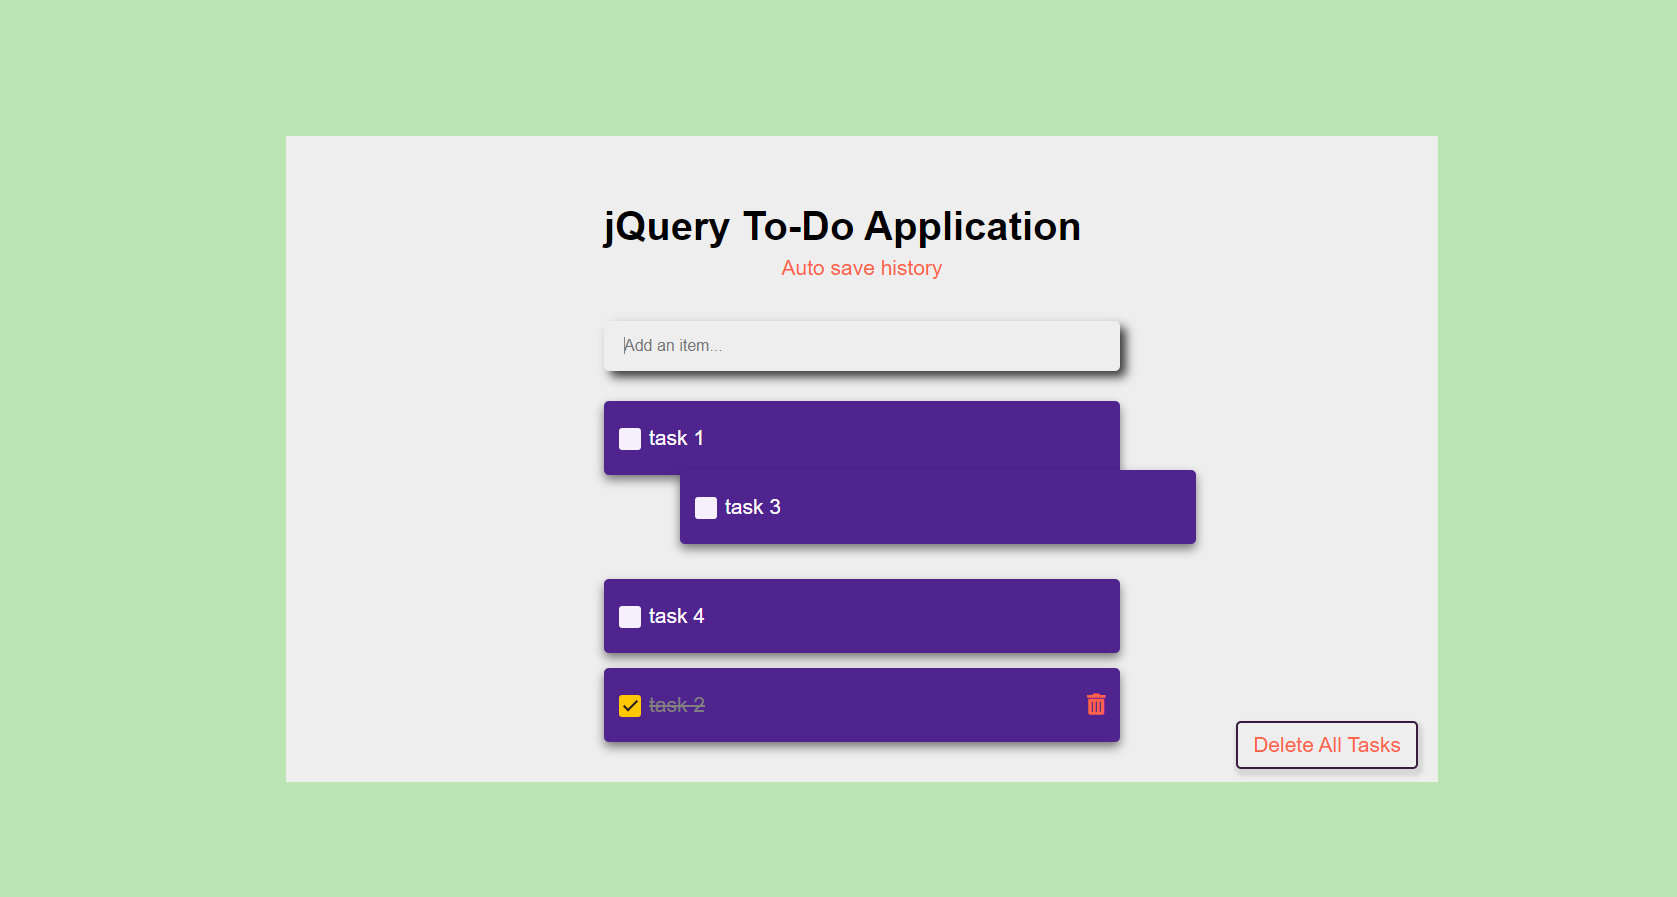 jQuery To-Do Application
Auto save history
Add an item...
task 1
task 3
task 4
task 2
Delete All Tasks